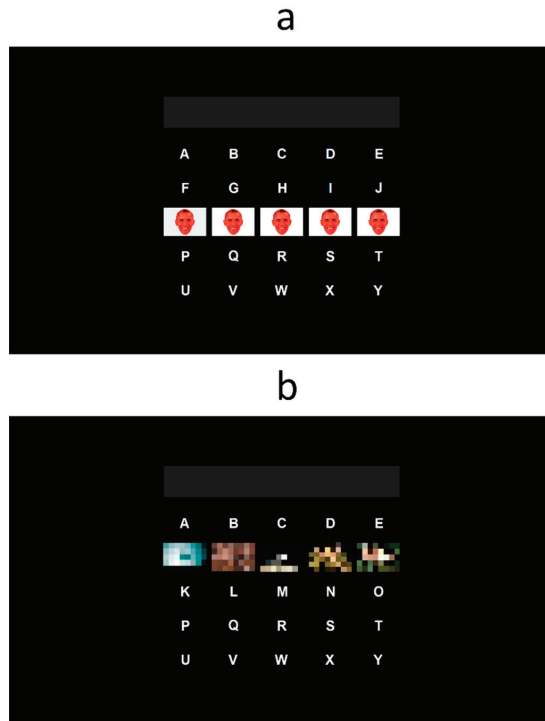 a
A B C D E
F G H I J
P Q R S T
U V W X Y
b
A B C D E
K L M N O
P Q R S T
U V W X Y